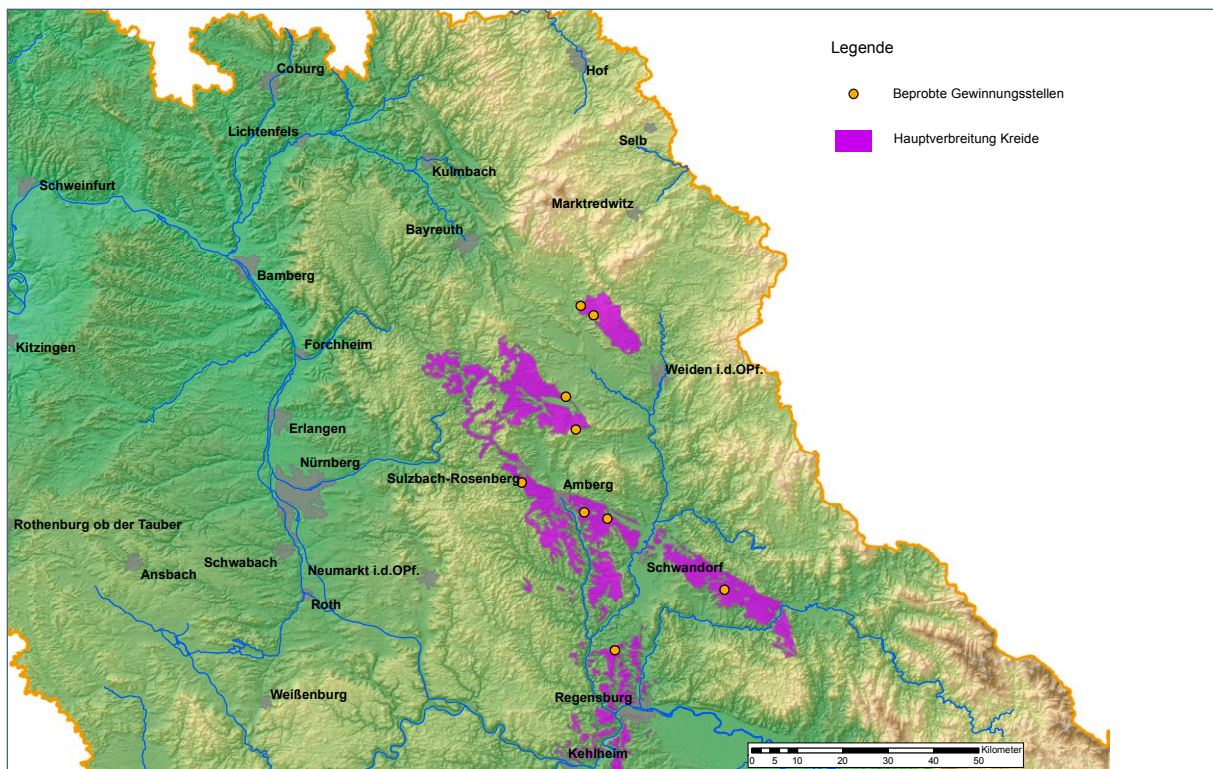 Legende
Beprobte Gewinnungsstellen
Hauptverbreitung Kreide
Coburg
Hof
Lichtenfels
Selb
Kulmbach
Schweinfurt
Marktredwitz
Bayreuth
Bamberg
Kitzingen
Forchheim
Weiden i.d.OPf.
Erlangen
Nürnberg
Sulzbach-Rosenberg
Amberg
Rothenburg ob der Tauber
Schwabach
Ansbach
Neumarkt i.d.OPf.
Schwandorf
Roth
Weißenburg
Regensburg
Kehlheim
Kilometer
0 5 10 20 30 40 50